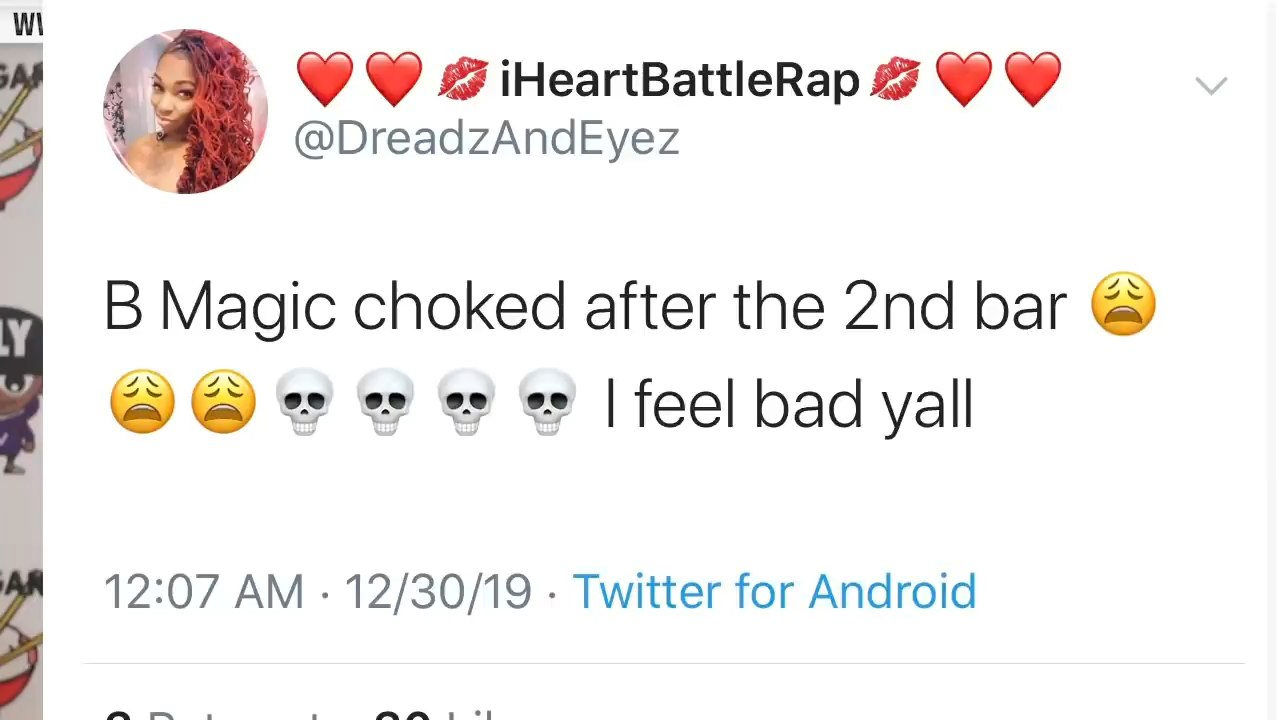 ❤️❤️💋iHeartBattleRap💋❤️❤️
@DreadzAndEyez
B Magic choked after the 2nd bar 😩
😩😩💀💀💀💀 I feel bad yall
12:07 AM · 12/30/19 · Twitter for Android
LY